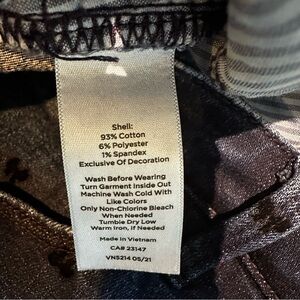 Shell:
93% Cotton
6% Polyester
1% Spandex
Exclusive Of Decoration
Wash Before Wearing
Turn Garment Inside Out
Machine Wash Cold With
Like Colors
Only Non-Chlorine Bleach
When Needed
Tumble Dry Low
Warm Iron, If Needed
Made In Vietnam
CA# 23147
VN5214 05/21